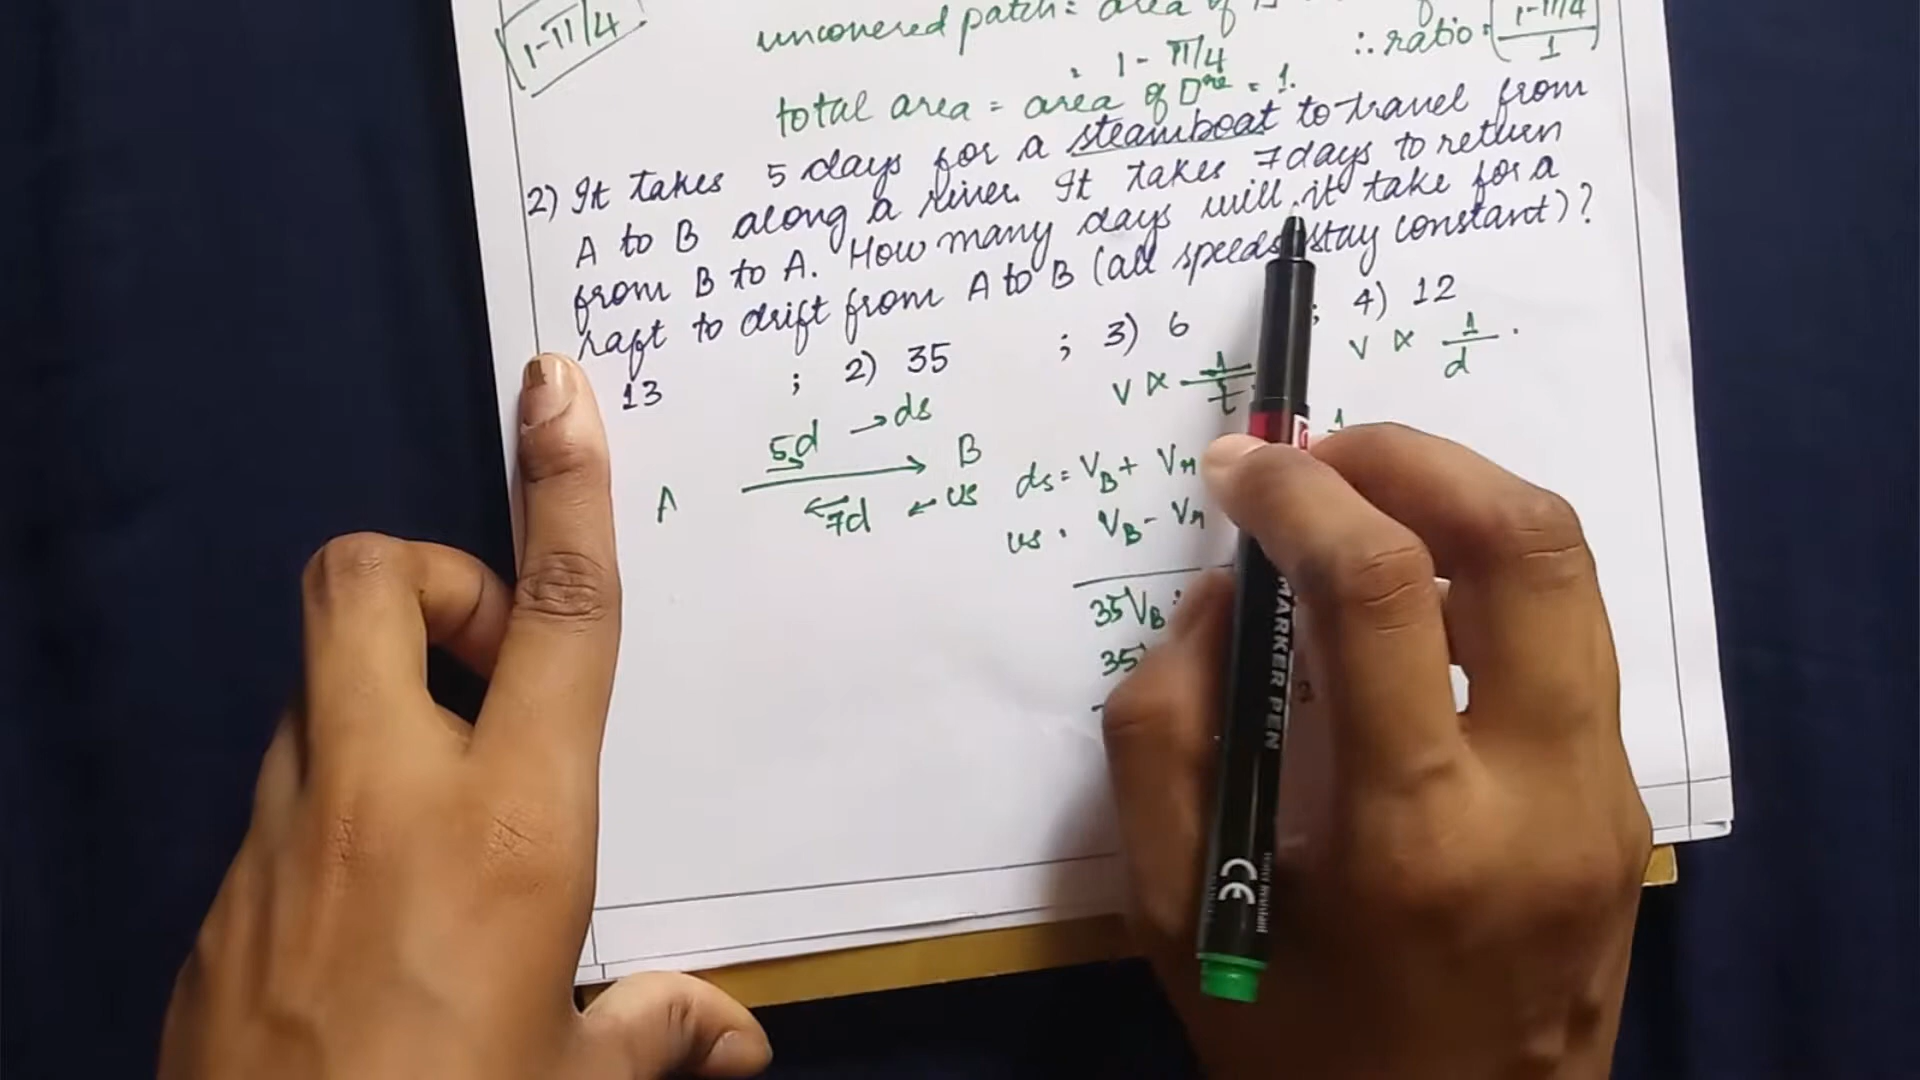 1-π/4
uncovered patch = area of
= 1 - π/4
∴ ratio = (1-π/4)/1
total area = area of □re = 1.
2) It takes 5 days for a steamboat to travel from
A to B along a river. It takes 7 days to return
from B to A. How many days will it take for a
raft to drift from A to B (all speeds stay constant)?
13 ; 2) 35 ; 3) 6 ; 4) 12
V ∝ 1/t
V ∝ 1/d .
5d → ds
A B
7d ← us
ds = VB + VR
us = VB - VR
35VB =
35
MARKER PEN
CE